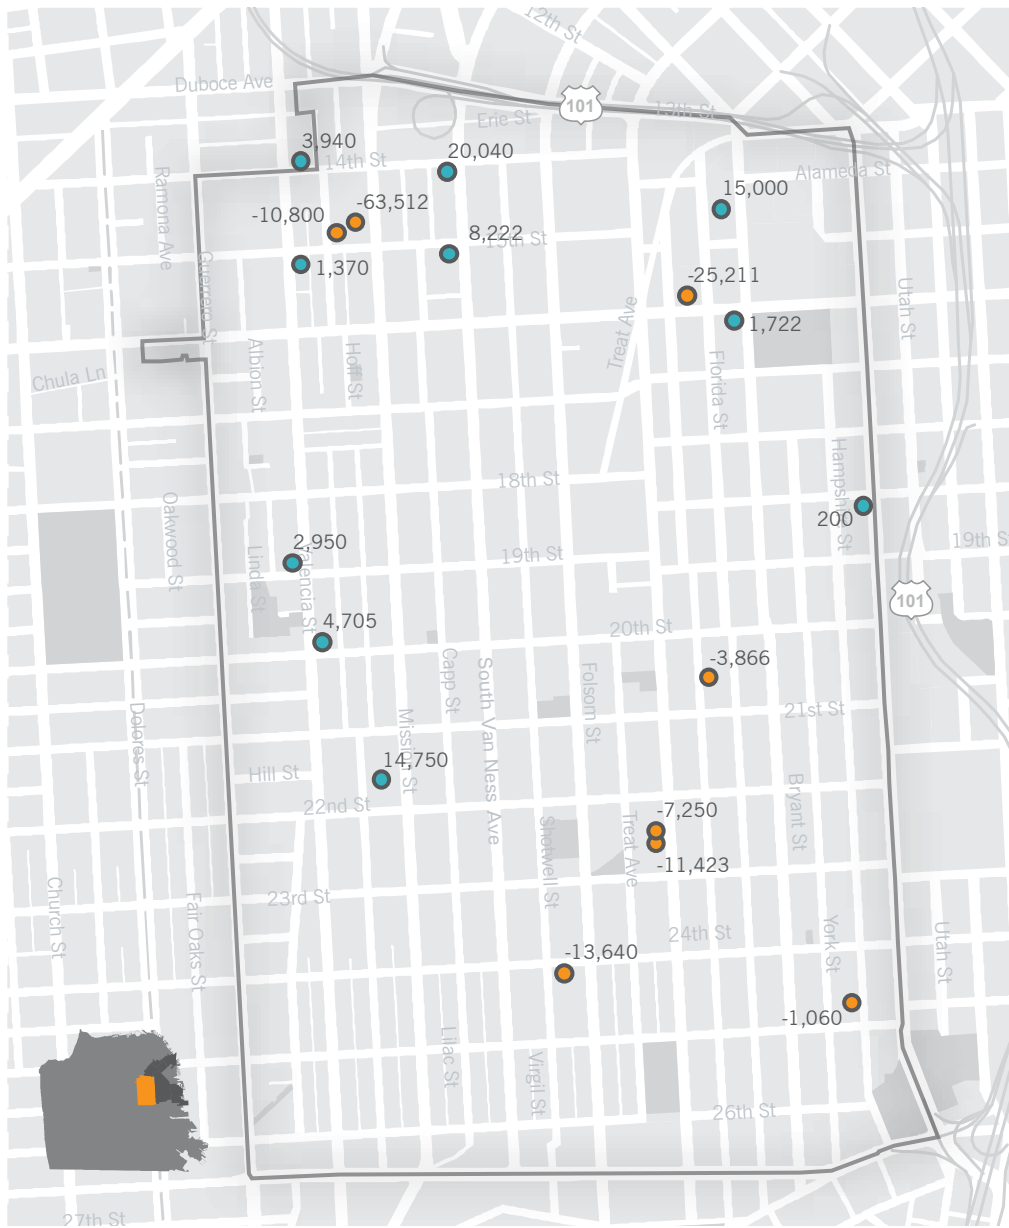 12th St
Duboce Ave
101
13th St
Erie St
3,940
14th St
20,040
Alameda St
Ramona Ave
15,000
-10,800
-63,512
8,222
15th St
1,370
Guerrero St
-25,211
1,722
Utah St
Treat Ave
Albion St
Hoff St
Florida St
Chula Ln
18th St
Hampshire St
200
Oakwood St
2,950
19th St
19th St
Linda St
Valencia St
101
4,705
20th St
-3,866
Capp St
South Van Ness Ave
Folsom St
21st St
Dolores St
Mission St
14,750
Hill St
22nd St
Bryant St
-7,250
Shotwell St
Treat Ave
-11,423
Church St
Fair Oaks St
23rd St
24th St
York St
Utah St
-13,640
-1,060
Lilac St
Virgil St
26th St
27th St